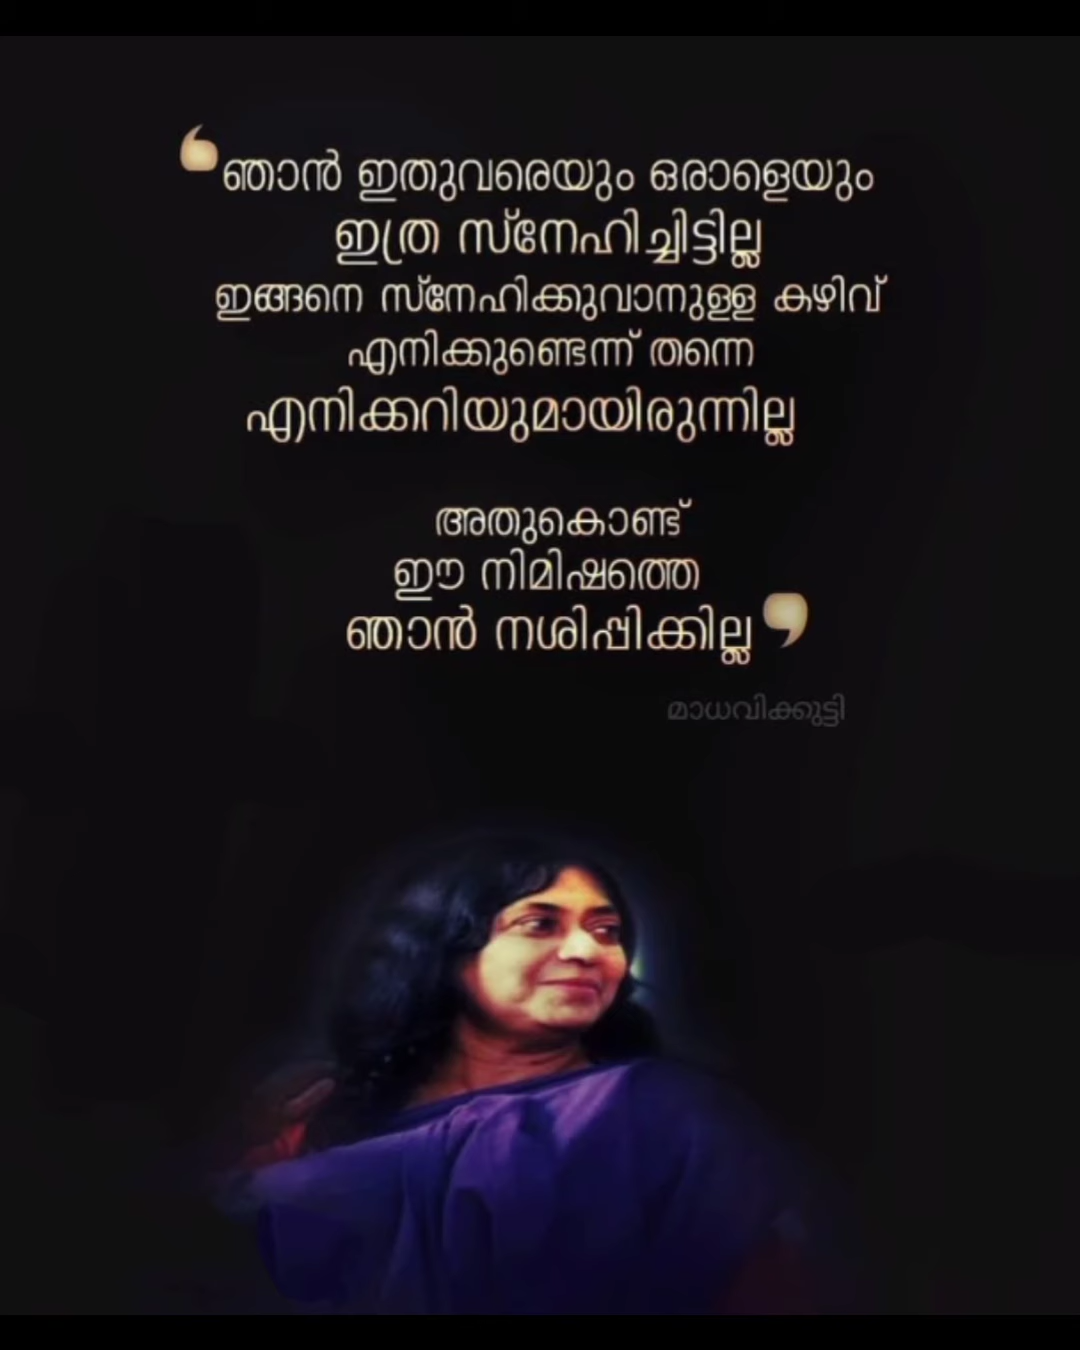 ‘ഞാൻ ഇതുവരെയും ഒരാളെയും
ഇത്ര സ്നേഹിച്ചിട്ടില്ല
ഇങ്ങനെ സ്നേഹിക്കുവാനുള്ള കഴിവ്
എനിക്കുണ്ടെന്ന് തന്നെ
എനിക്കറിയുമായിരുന്നില്ല
അതുകൊണ്ട്
ഈ നിമിഷത്തെ
ഞാൻ നശിപ്പിക്കില്ല’
മാധവിക്കുട്ടി